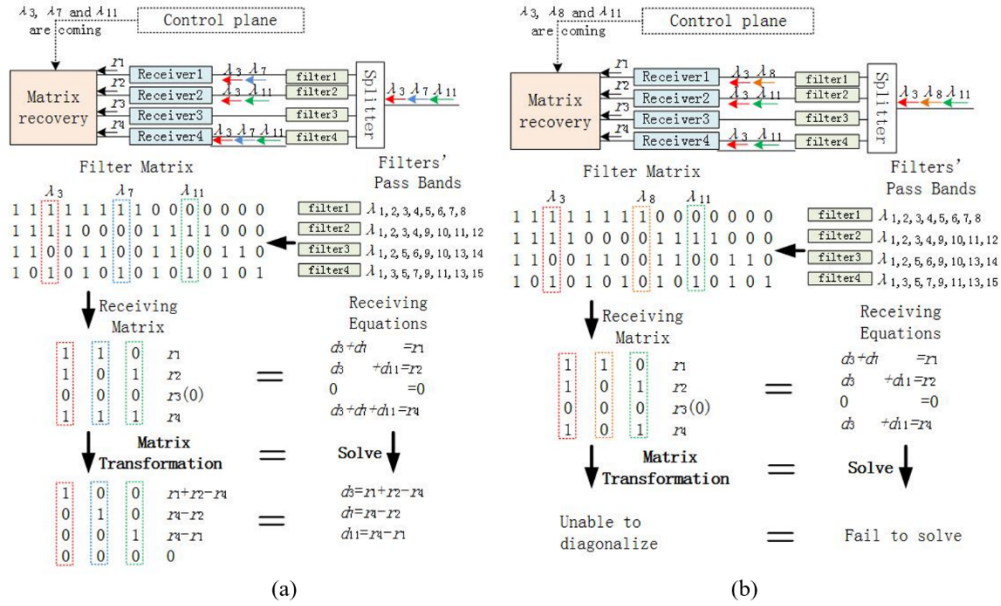 λ3, λ7 and λ11
are coming
Control plane
Matrix
recovery
r1
r2
r3
r4
Receiver1
Receiver2
Receiver3
Receiver4
λ3 λ7
λ3 λ11
λ3 λ7 λ11
filter1
filter2
filter3
filter4
Splitter
λ3 λ7 λ11
Filter Matrix
Filters'
Pass Bands
λ3 λ7 λ11
1 1 1 1 1 1 1 1 0 0 0 0 0 0 0
1 1 1 1 0 0 0 0 1 1 1 1 0 0 0
1 1 0 0 1 1 0 0 1 1 0 0 1 1 0
1 0 1 0 1 0 1 0 1 0 1 0 1 0 1
filter1 λ1,2,3,4,5,6,7,8
filter2 λ1,2,3,4,9,10,11,12
filter3 λ1,2,5,6,9,10,13,14
filter4 λ1,3,5,7,9,11,13,15
Receiving
Matrix
Receiving
Equations
1 1 0 r1
1 0 1 r2
0 0 0 r3(0)
1 1 1 r4
=
d3+d7 =r1
d3 +d11=r2
0 =0
d3+d7+d11=r4
Matrix
Transformation
=
Solve
1 0 0 r1+r2-r4
0 1 0 r4-r2
0 0 1 r4-r1
0 0 0 0
=
d3=r1+r2-r4
d7=r4-r2
d11=r4-r1
(a)
λ3, λ8 and λ11
are coming
Control plane
Matrix
recovery
r1
r2
r3
r4
Receiver1
Receiver2
Receiver3
Receiver4
λ3 λ8
λ3 λ11
λ3 λ11
filter1
filter2
filter3
filter4
Splitter
λ3 λ8 λ11
Filter Matrix
Filters'
Pass Bands
λ3 λ8 λ11
1 1 1 1 1 1 1 1 0 0 0 0 0 0 0
1 1 1 1 0 0 0 0 1 1 1 1 0 0 0
1 1 0 0 1 1 0 0 1 1 0 0 1 1 0
1 0 1 0 1 0 1 0 1 0 1 0 1 0 1
filter1 λ1,2,3,4,5,6,7,8
filter2 λ1,2,3,4,9,10,11,12
filter3 λ1,2,5,6,9,10,13,14
filter4 λ1,3,5,7,9,11,13,15
Receiving
Matrix
Receiving
Equations
1 1 0 r1
1 0 1 r2
0 0 0 r3(0)
1 0 1 r4
=
d3+d7 =r1
d3 +d11=r2
0 =0
d3 +d11=r4
Matrix
Transformation
=
Solve
Unable to
diagonalize
=
Fail to solve
(b)